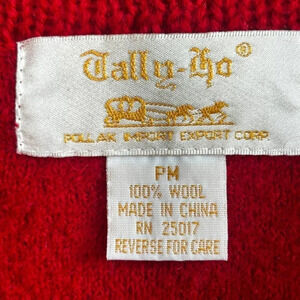 Tally-Ho®
POLLAK IMPORT EXPORT CORP.
PM
100% WOOL
MADE IN CHINA
RN 25017
REVERSE FOR CARE